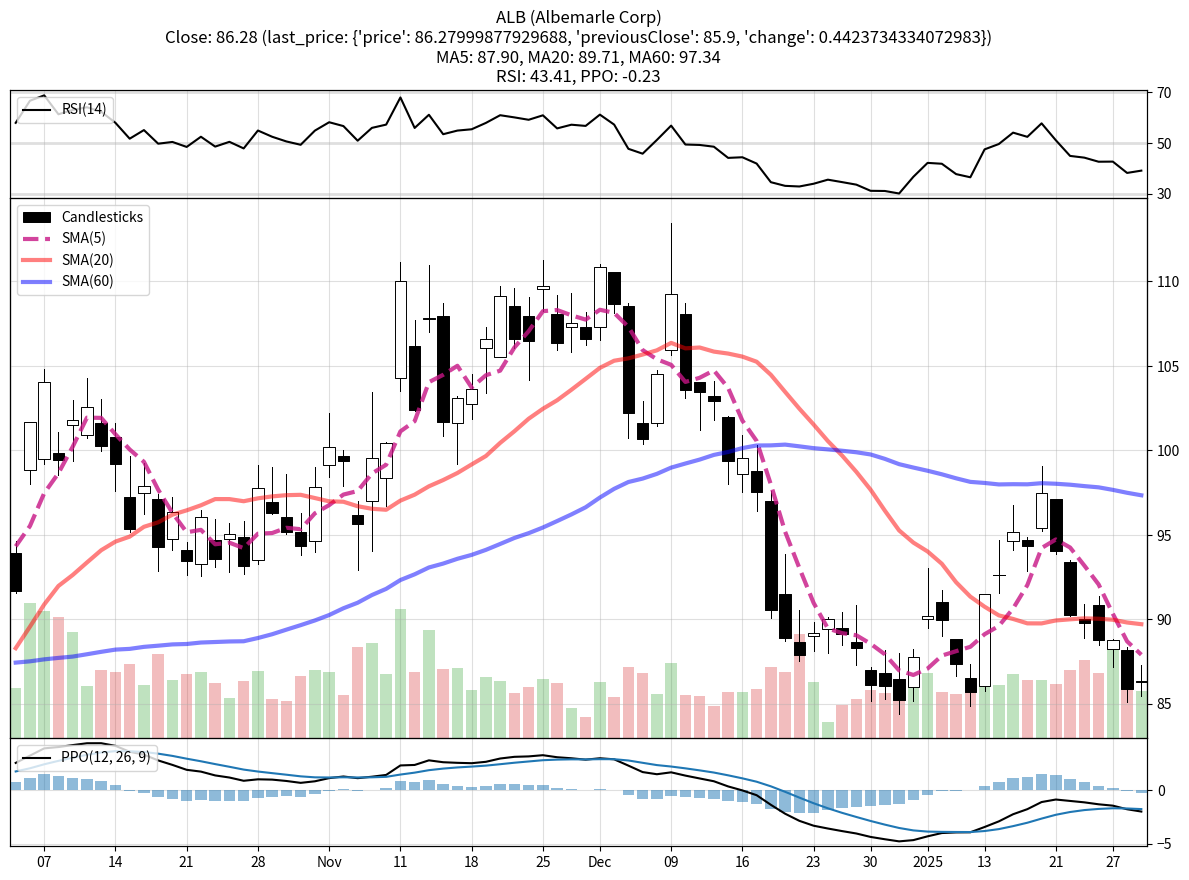 ALB (Albemarle Corp)
Close: 86.28 (last_price: {'price': 86.27999877929688, 'previousClose': 85.9, 'change': 0.4423734334072983})
MA5: 87.90, MA20: 89.71, MA60: 97.34
RSI: 43.41, PPO: -0.23
RSI(14)
70
50
30
Candlesticks
SMA(5)
SMA(20)
SMA(60)
110
105
100
95
90
85
PPO(12, 26, 9)
0
−5
07 14 21 28 Nov 11 18 25 Dec 09 16 23 30 2025 13 21 27